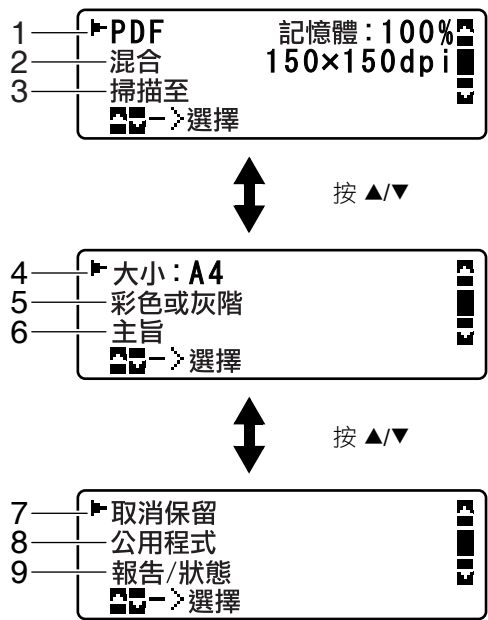 1 PDF 記憶體：100%
2 混合 150×150dpi
3 掃描至
−>選擇
按 ▲/▼
4 大小：A4
5 彩色或灰階
6 主旨
−>選擇
按 ▲/▼
7 取消保留
8 公用程式
9 報告/狀態
−>選擇